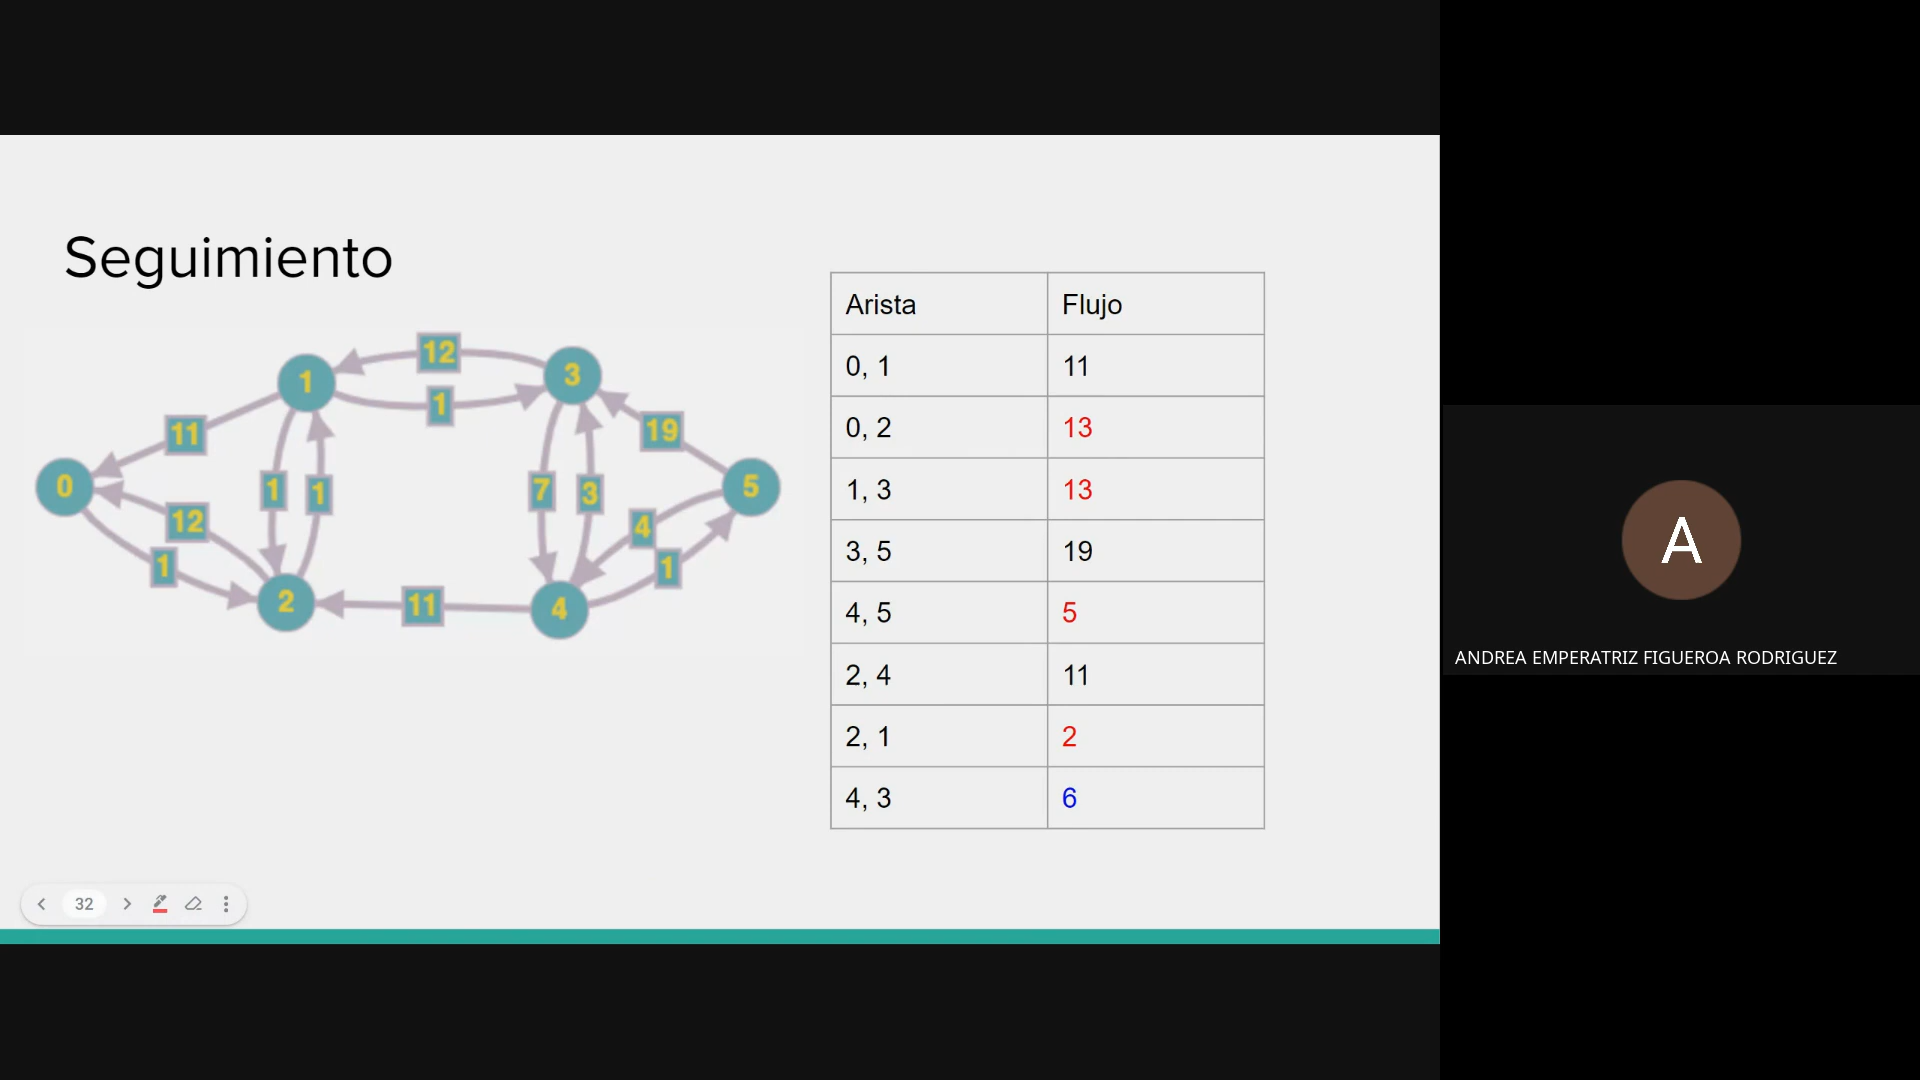 Seguimiento
12
1
3
1
11
19
0
1
1
7
3
5
12
4
1
1
2
11
4
Arista Flujo
0, 1 11
0, 2 13
1, 3 13
3, 5 19
4, 5 5
2, 4 11
2, 1 2
4, 3 6
32
A
ANDREA EMPERATRIZ FIGUEROA RODRIGUEZ